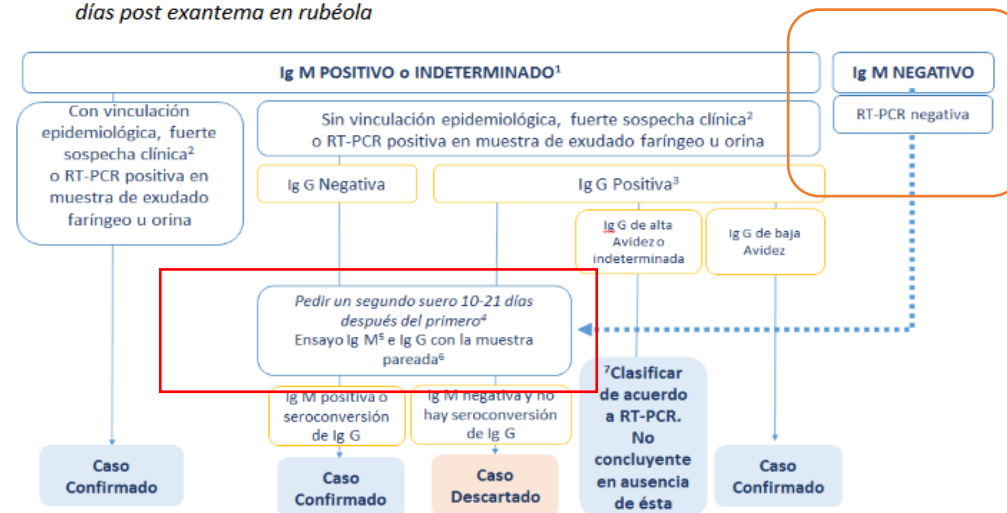 días post exantema en rubéola
Ig M POSITIVO o INDETERMINADO¹
Ig M NEGATIVO
RT-PCR negativa
Con vinculación
epidemiológica, fuerte
sospecha clínica²
o RT-PCR positiva en
muestra de exudado
faríngeo u orina
Sin vinculación epidemiológica, fuerte sospecha clínica²
o RT-PCR positiva en muestra de exudado faríngeo u orina
Ig G Negativa
Ig G Positiva³
Ig G de alta
Avidez o
indeterminada
Ig G de baja
Avidez
Pedir un segundo suero 10-21 días
después del primero⁴
Ensayo Ig M⁵ e Ig G con la muestra
pareada⁶
Ig M positiva o
seroconversión
de Ig G
Ig M negativa y no
hay seroconversión
de Ig G
⁷Clasificar
de acuerdo
a RT-PCR.
No
concluyente
en ausencia
de ésta
Caso
Confirmado
Caso
Confirmado
Caso
Descartado
Caso
Confirmado